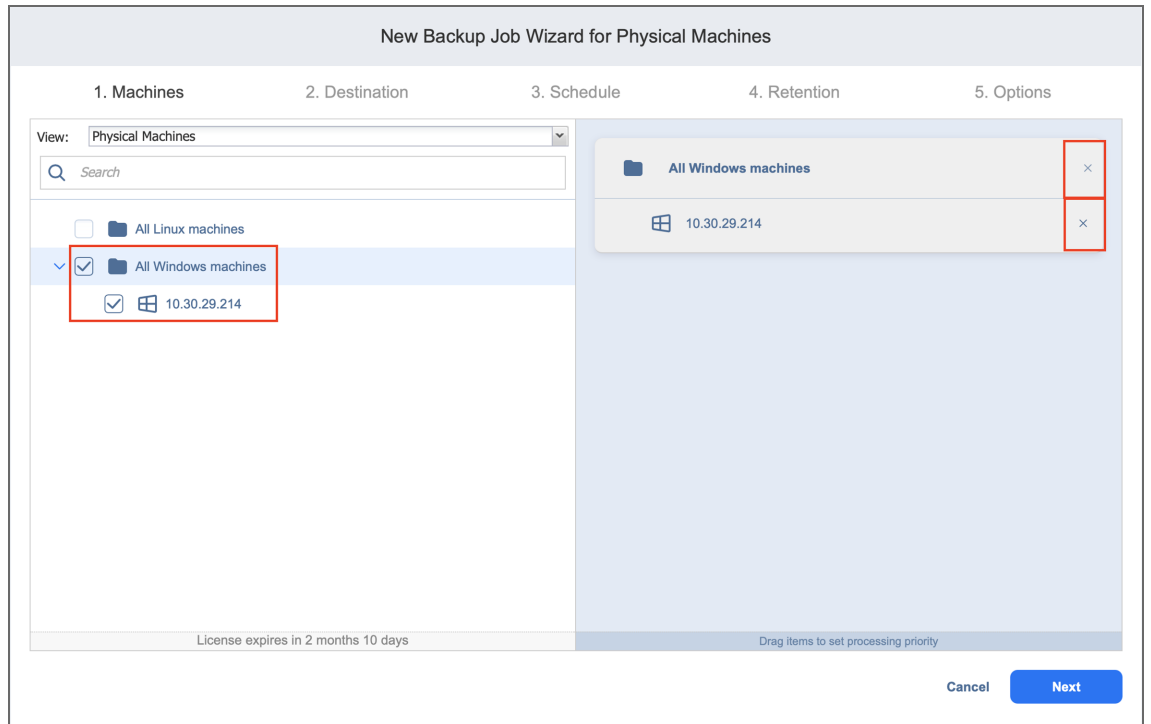 New Backup Job Wizard for Physical Machines
1. Machines
2. Destination
3. Schedule
4. Retention
5. Options
View: Physical Machines
Search
All Linux machines
All Windows machines
10.30.29.214
License expires in 2 months 10 days
All Windows machines
10.30.29.214
Drag items to set processing priority
Cancel
Next